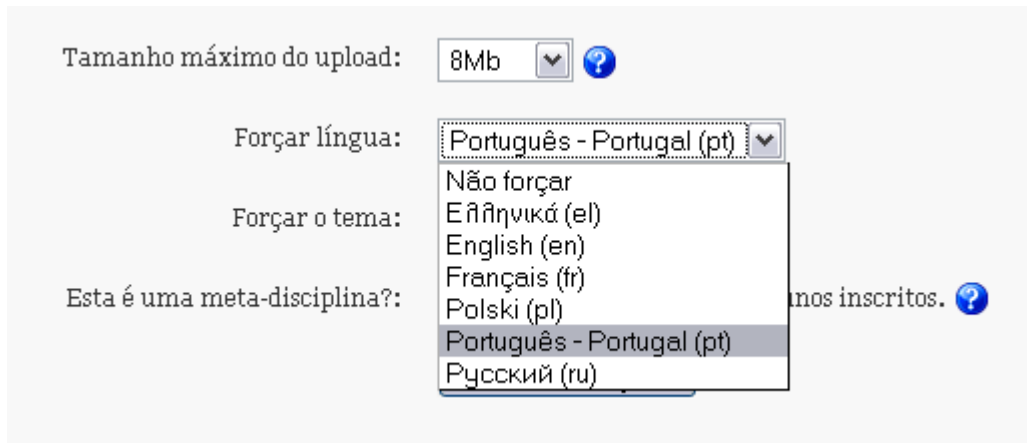 Tamanho máximo do upload: 8Mb
Forçar língua: Português - Portugal (pt)
Não forçar
Ελληνικά (el)
English (en)
Français (fr)
Polski (pl)
Português - Portugal (pt)
Русский (ru)
Forçar o tema:
Esta é uma meta-disciplina?: inscritos.